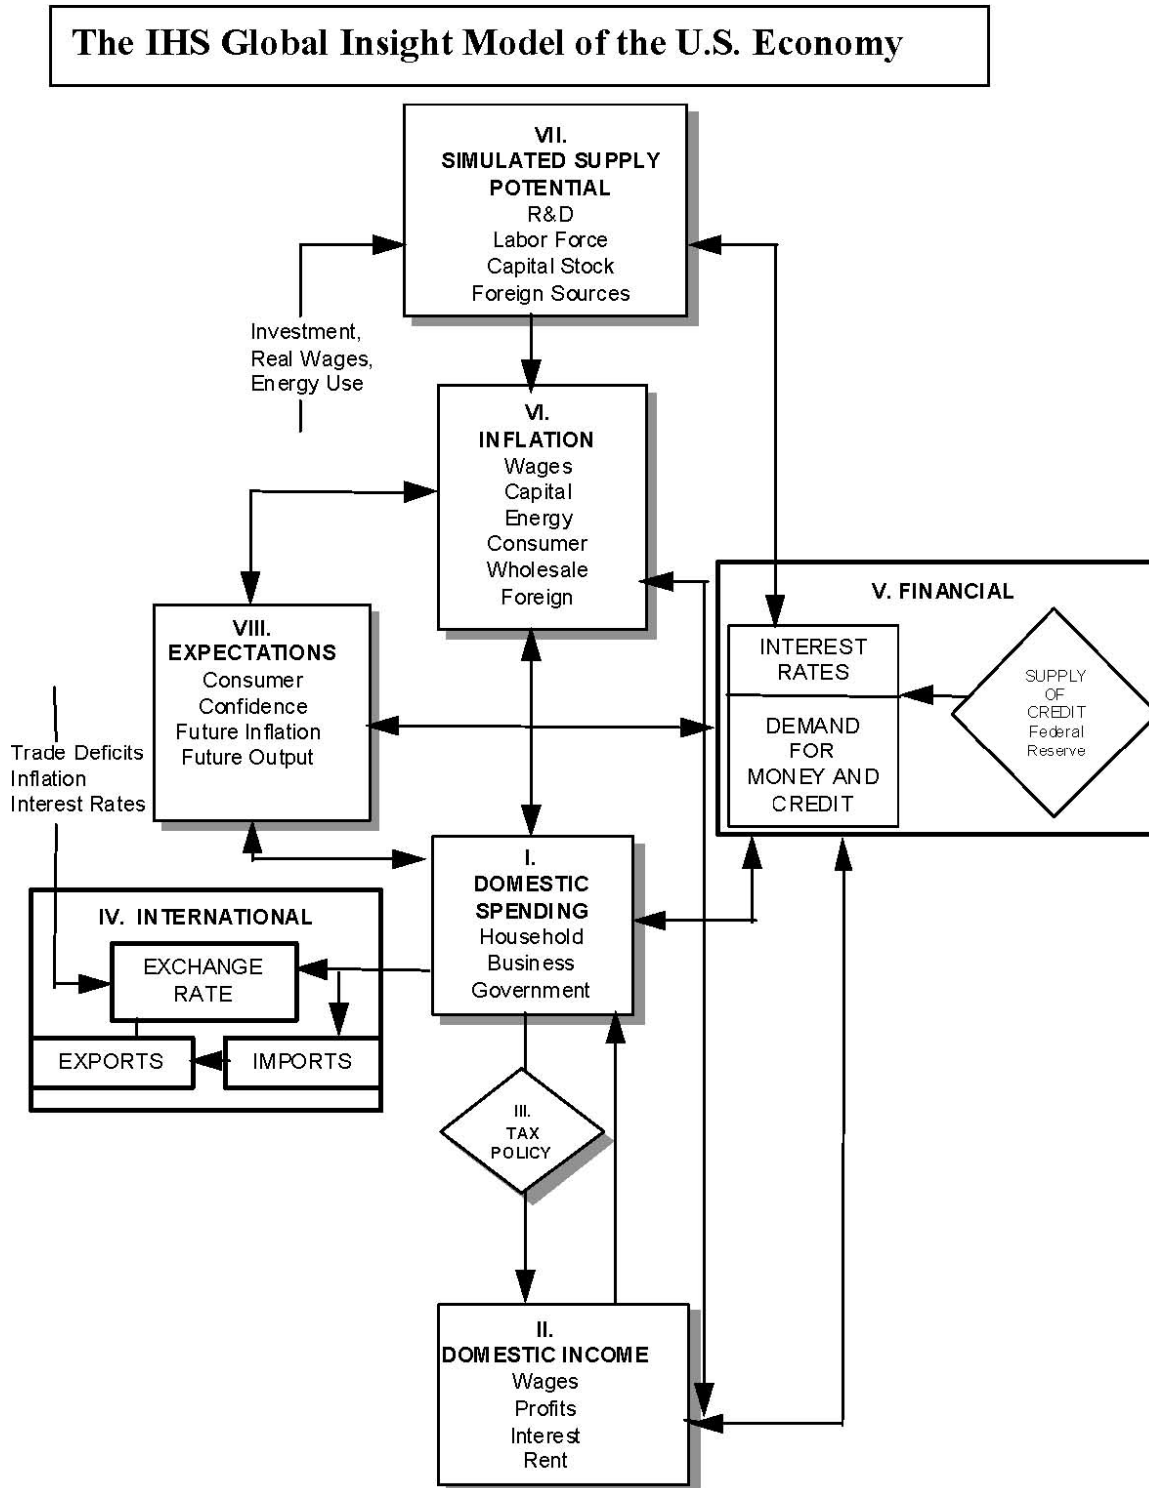 The IHS Global Insight Model of the U.S. Economy
VII.
SIMULATED SUPPLY
POTENTIAL
R&D
Labor Force
Capital Stock
Foreign Sources
Investment,
Real Wages,
Energy Use
VI.
INFLATION
Wages
Capital
Energy
Consumer
Wholesale
Foreign
V. FINANCIAL
INTEREST
RATES
DEMAND
FOR
MONEY AND
CREDIT
SUPPLY
OF
CREDIT
Federal
Reserve
VIII.
EXPECTATIONS
Consumer
Confidence
Future Inflation
Future Output
Trade Deficits
Inflation
Interest Rates
I.
DOMESTIC
SPENDING
Household
Business
Government
IV. INTERNATIONAL
EXCHANGE
RATE
EXPORTS
IMPORTS
III.
TAX
POLICY
II.
DOMESTIC INCOME
Wages
Profits
Interest
Rent